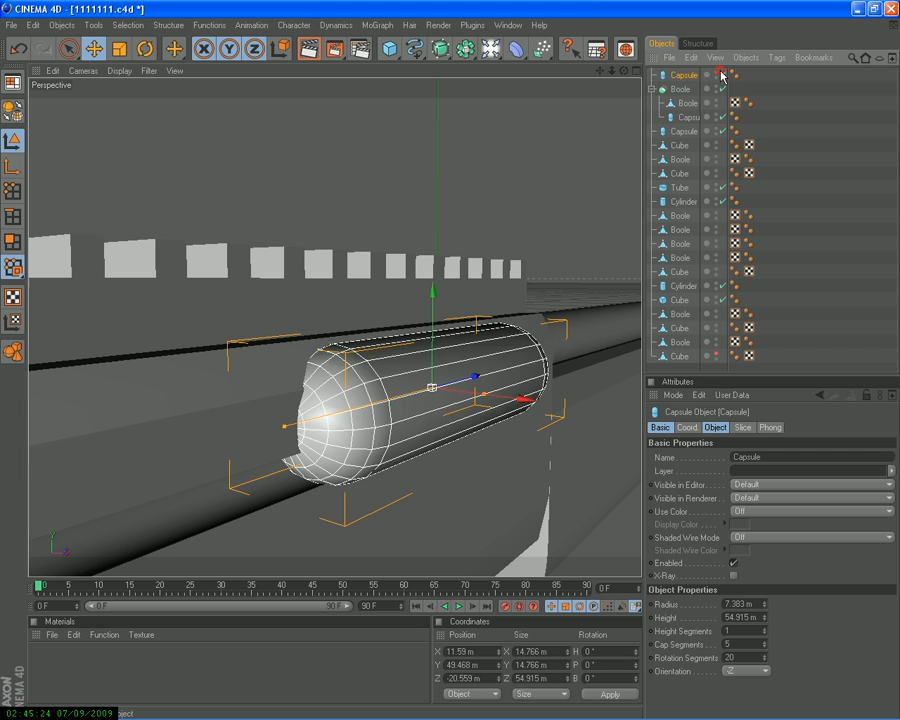 CINEMA 4D - [1111111.c4d *]
File Edit Objects Tools Selection Structure Functions Animation Character Dynamics MoGraph Hair Render Plugins Window Help
X Y Z
Edit Cameras Display Filter View
Perspective
Y
Z
0 5 10 15 20 25 30 35 40 45 50 55 60 65 70 75 80 85 90 0 F
0 F 0 F 90 F 90 F
Materials
File Edit Function Texture
Coordinates
Position Size Rotation
X 11.59 m X 14.766 m H 0 °
Y 49.468 m Y 14.766 m P 0 °
Z -20.559 m Z 54.915 m B 0 °
Object Size Apply
Objects Structure
File Edit View Objects Tags Bookmarks
Capsule
Boole
Boole
Capsu
Capsule
Cube
Boole
Cube
Tube
Cylinder
Boole
Boole
Boole
Boole
Cube
Cylinder
Cube
Boole
Cube
Boole
Cube
Attributes
Mode Edit User Data
Capsule Object [Capsule]
Basic Coord. Object Slice Phong
Basic Properties
Name Capsule
Layer
Visible in Editor Default
Visible in Renderer Default
Use Color Off
Display Color
Shaded Wire Mode Off
Shaded Wire Color
Enabled
X-Ray
Object Properties
Radius 7.383 m
Height 54.915 m
Height Segments 1
Cap Segments 5
Rotation Segments 20
Orientation -Z
AXON
CINEMA 4D
02:45:24 07/09/2009 oject